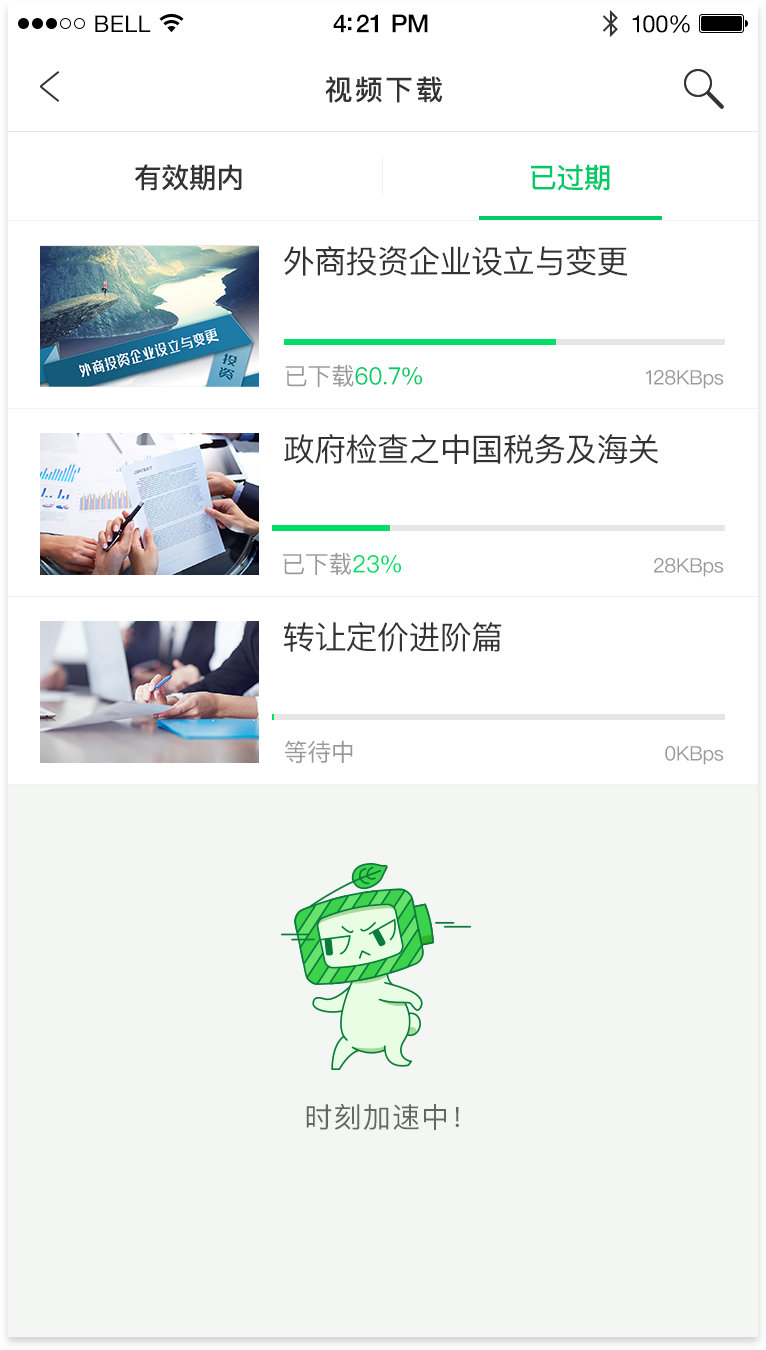 BELL 4:21 PM 100%
视频下载
有效期内 已过期
外商投资企业设立与变更
外商投资企业设立与变更
投资
已下载60.7% 128KBps
政府检查之中国税务及海关
CONTRACT
已下载23% 28KBps
转让定价进阶篇
等待中 0KBps
时刻加速中!